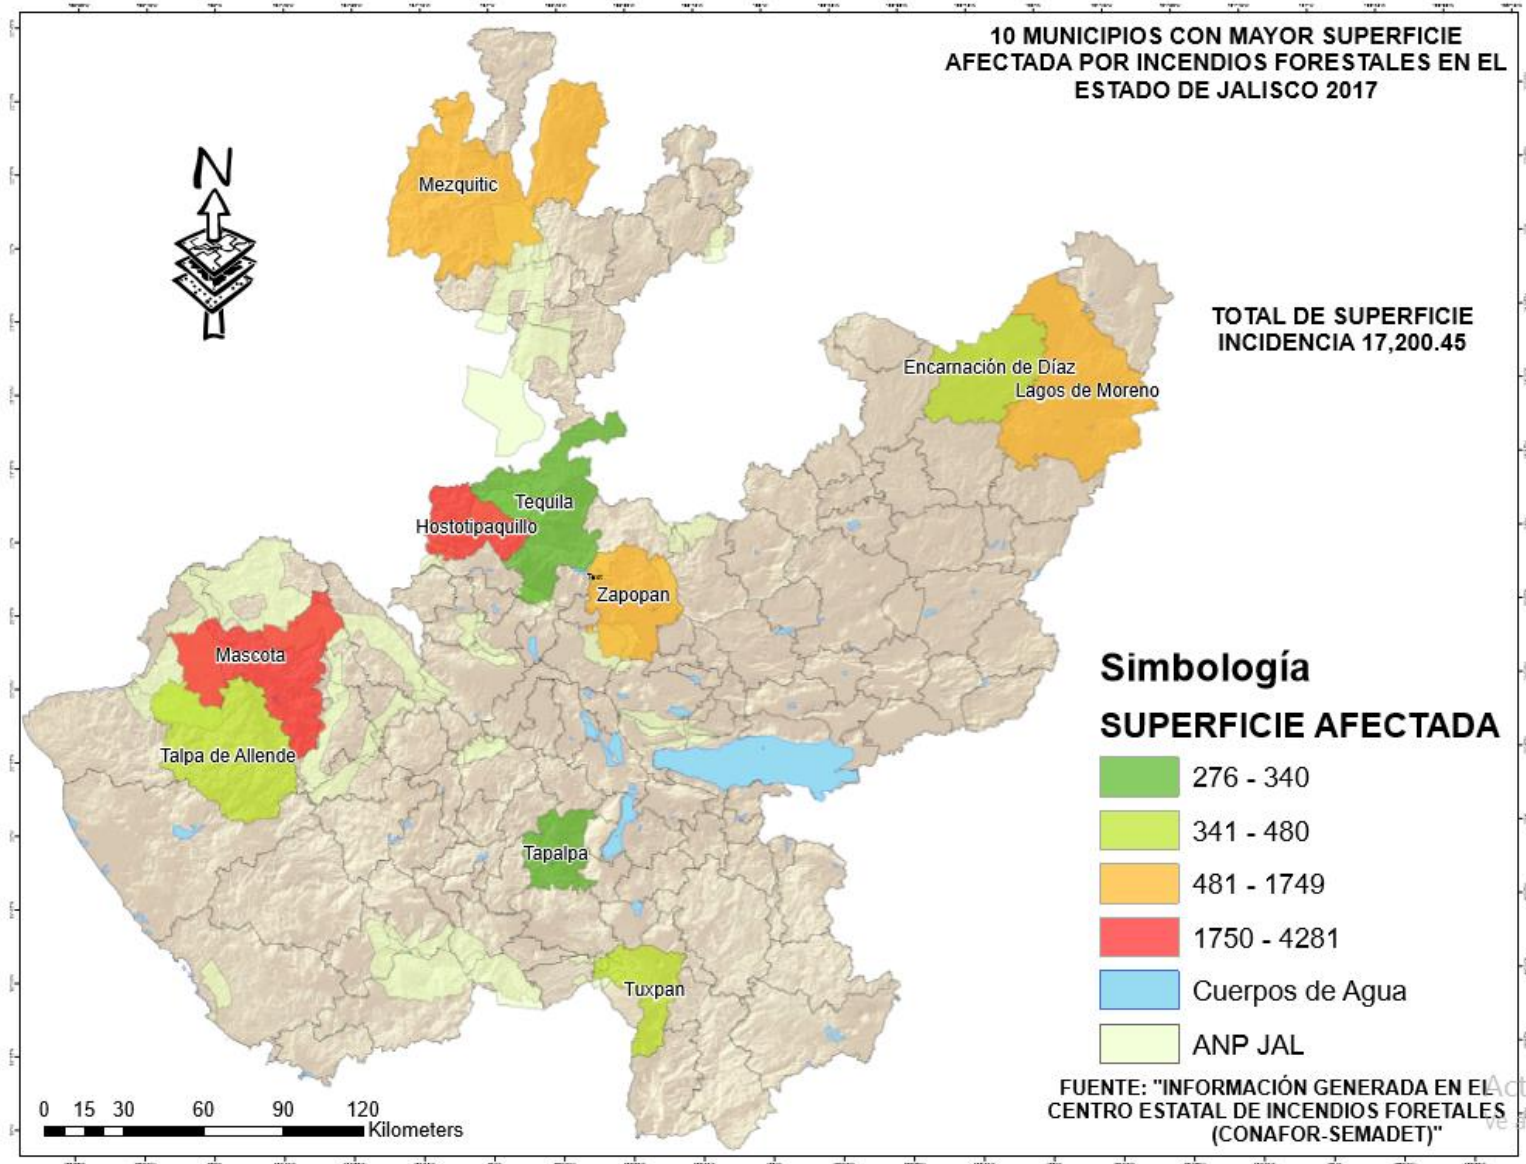 10 MUNICIPIOS CON MAYOR SUPERFICIE
AFECTADA POR INCENDIOS FORESTALES EN EL
ESTADO DE JALISCO 2017
N
Mezquitic
TOTAL DE SUPERFICIE
INCIDENCIA 17,200.45
Encarnación de Díaz
Lagos de Moreno
Tequila
Hostotipaquillo
Text
Zapopan
Mascota
Talpa de Allende
Tapalpa
Tuxpan
Simbología
SUPERFICIE AFECTADA
276 - 340
341 - 480
481 - 1749
1750 - 4281
Cuerpos de Agua
ANP JAL
FUENTE: "INFORMACIÓN GENERADA EN EL
CENTRO ESTATAL DE INCENDIOS FORETALES
(CONAFOR-SEMADET)"
0 15 30 60 90 120
Kilometers